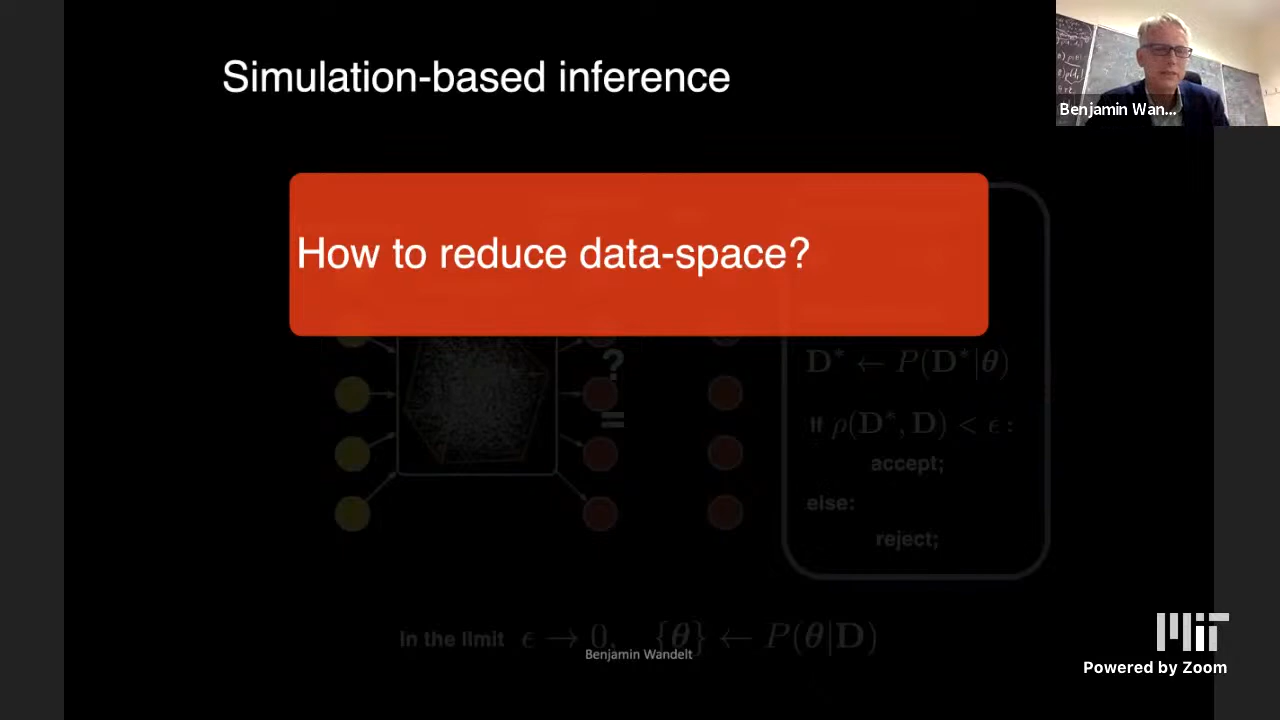 Simulation-based inference
Benjamin Wan...
How to reduce data-space?
?
=
D* ← P(D*|θ)
If ρ(D*, D) < ϵ :
accept;
else:
reject;
In the limit ϵ → 0, {θ} ← P(θ|D)
Benjamin Wandelt
MIT
Powered by Zoom